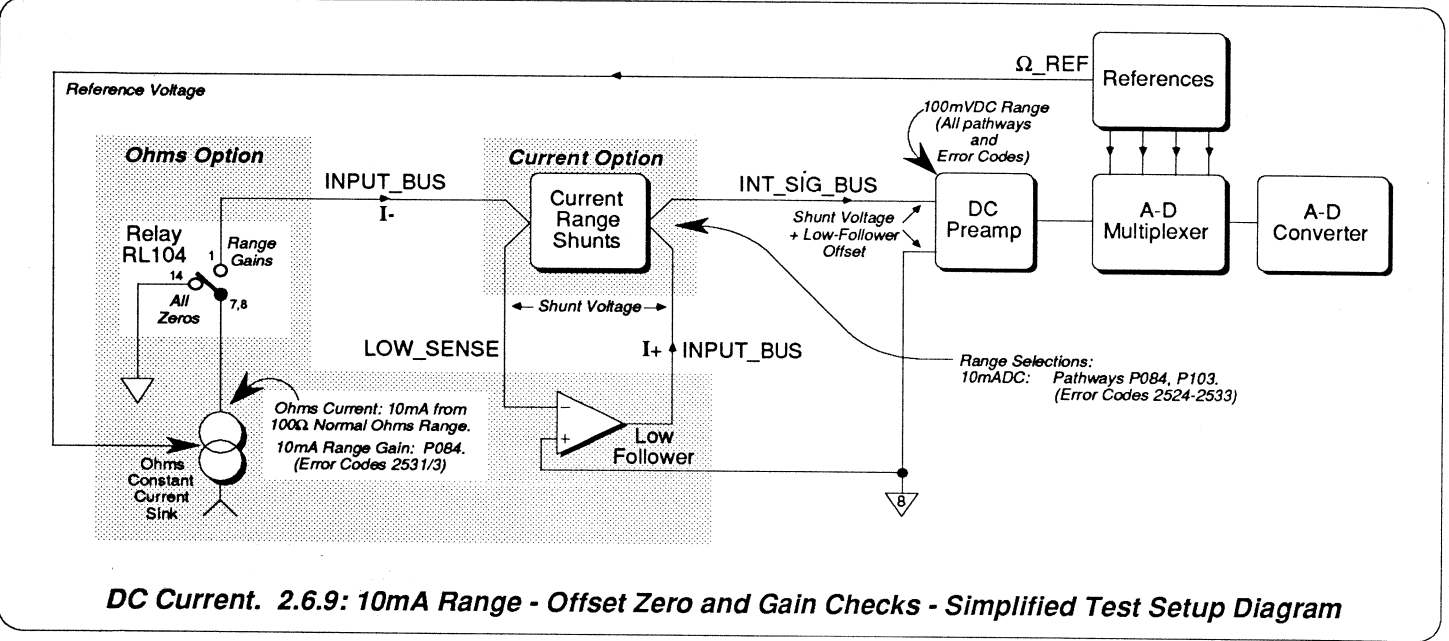 Ω_REF
References
Reference Voltage
100mVDC Range
(All pathways
and
Error Codes)
Ohms Option
Current Option
INPUT_BUS
I-
Current
Range
Shunts
INT_SIG_BUS
Shunt Voltage
+ Low-Follower
Offset
DC
Preamp
A-D
Multiplexer
A-D
Converter
Relay
RL104
1
Range
Gains
14
All
Zeros
7,8
Shunt Voltage
LOW_SENSE
I+
INPUT_BUS
Range Selections:
10mADC: Pathways P084, P103.
(Error Codes 2524-2533)
Ohms Current: 10mA from
100Ω Normal Ohms Range.
10mA Range Gain: P084.
(Error Codes 2531/3)
−
+
Low
Follower
Ohms
Constant
Current
Sink
8
DC Current. 2.6.9: 10mA Range - Offset Zero and Gain Checks - Simplified Test Setup Diagram